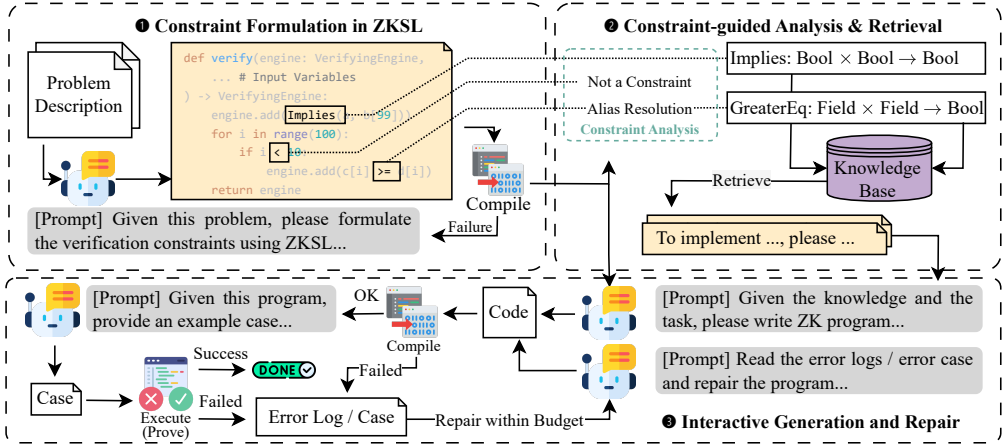 ❶ Constraint Formulation in ZKSL
Problem
Description
def verify(engine: VerifyingEngine,
... # Input Variables
) -> VerifyingEngine:
engine.add(Implies(, [99]))
for i in range(100):
if i < 10:
engine.add(c[i] >= d[i])
return engine
Compile
Failure
[Prompt] Given this problem, please formulate
the verification constraints using ZKSL...
❷ Constraint-guided Analysis & Retrieval
Not a Constraint
Alias Resolution
Constraint Analysis
Implies: Bool × Bool → Bool
GreaterEq: Field × Field → Bool
Knowledge
Base
Retrieve
To implement ..., please ...
[Prompt] Given this program,
provide an example case...
OK
Compile
Code
[Prompt] Given the knowledge and the
task, please write ZK program...
[Prompt] Read the error logs / error case
and repair the program...
Failed
Success
DONE
Case
Execute
(Prove)
Failed
Error Log / Case
Repair within Budget
❸ Interactive Generation and Repair